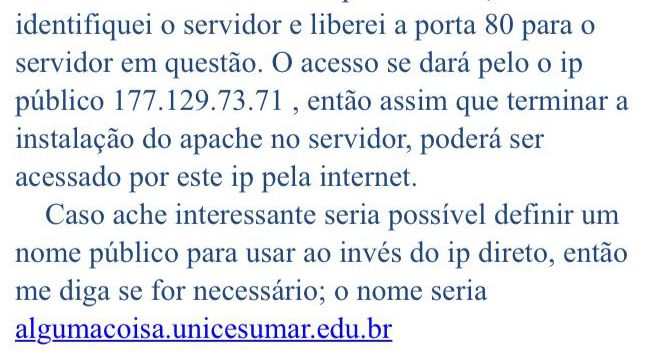 identifiquei o servidor e liberei a porta 80 para o
servidor em questão. O acesso se dará pelo o ip
público 177.129.73.71 , então assim que terminar a
instalação do apache no servidor, poderá ser
acessado por este ip pela internet.
Caso ache interessante seria possível definir um
nome público para usar ao invés do ip direto, então
me diga se for necessário; o nome seria
algumacoisa.unicesumar.edu.br